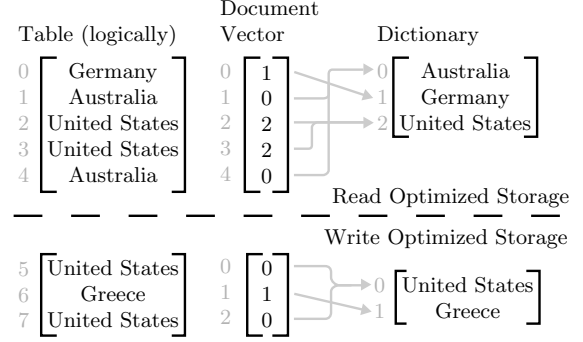 Table (logically) Document Vector Dictionary
0 Germany 0 1 0 Australia
1 Australia 1 0 1 Germany
2 United States 2 2 2 United States
3 United States 3 2
4 Australia 4 0
Read Optimized Storage
Write Optimized Storage
5 United States 0 0 0 United States
6 Greece 1 1 1 Greece
7 United States 2 0